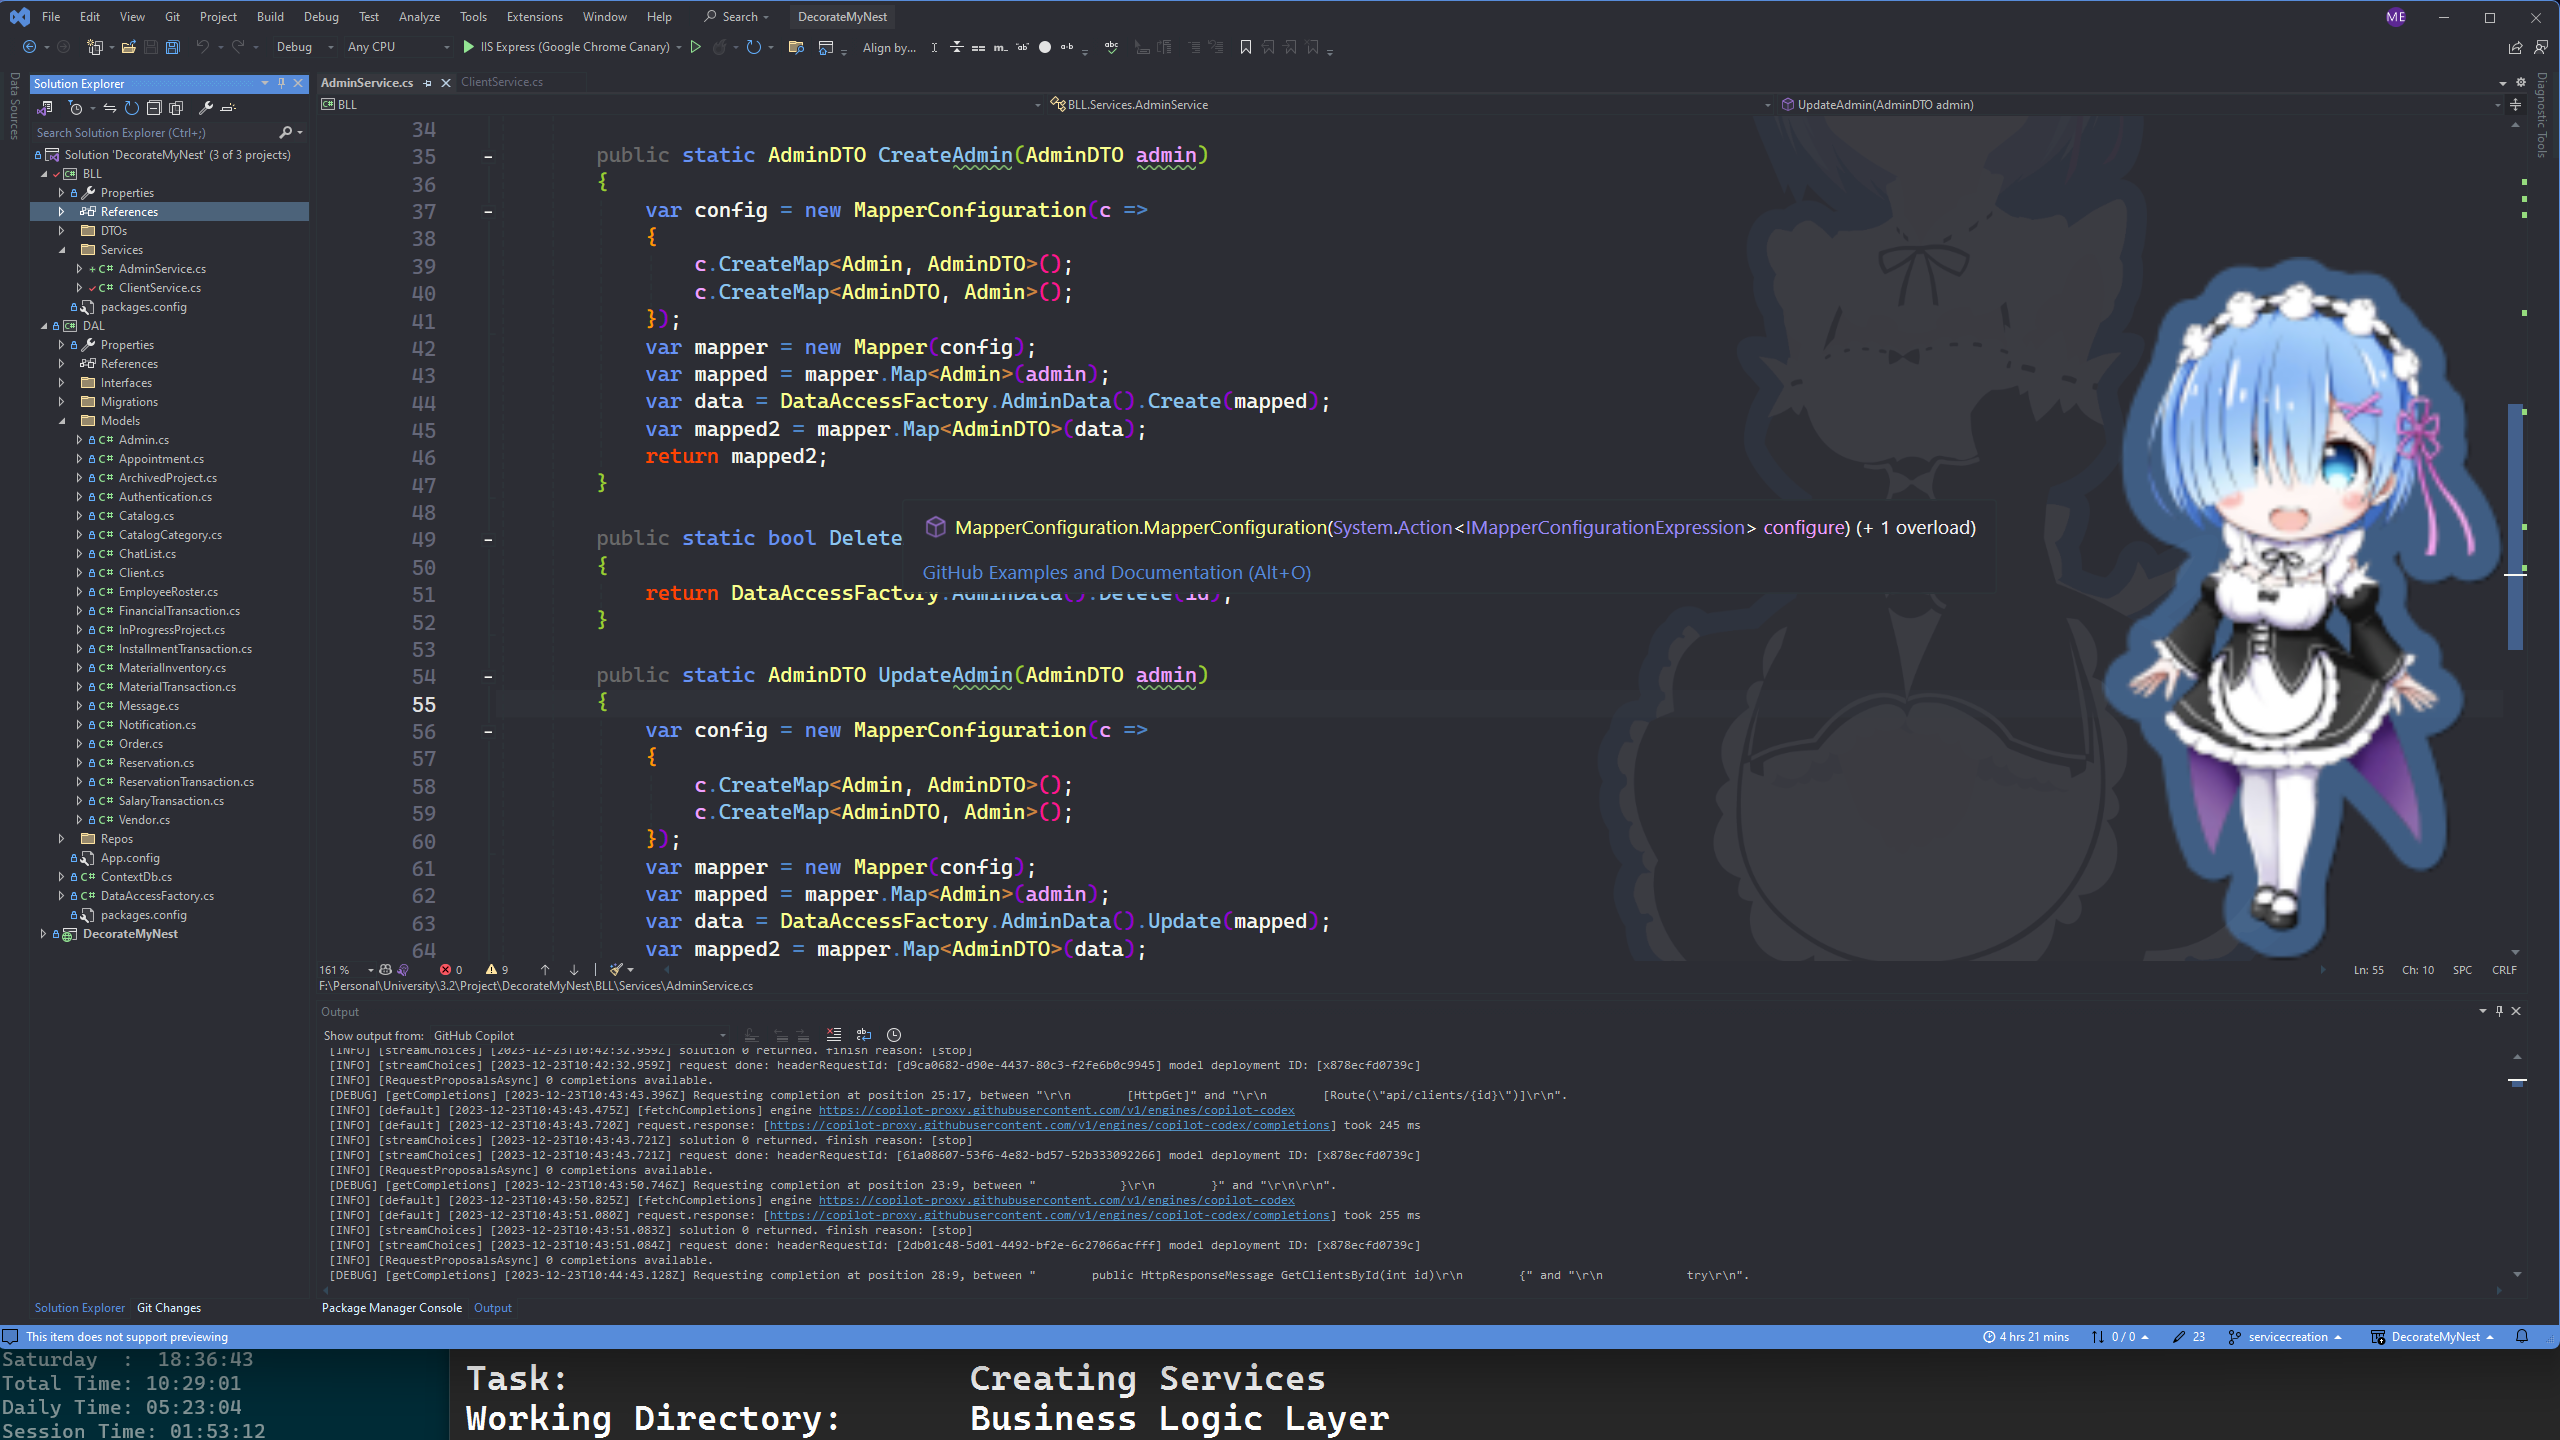 File Edit View Git Project Build Debug Test Analyze Tools Extensions Window Help Search DecorateMyNest ME
Debug Any CPU IIS Express (Google Chrome Canary) Align by...
Data Sources
Solution Explorer
Search Solution Explorer (Ctrl+;)
Solution 'DecorateMyNest' (3 of 3 projects)
BLL
Properties
References
DTOs
Services
AdminService.cs
ClientService.cs
packages.config
DAL
Properties
References
Interfaces
Migrations
Models
Admin.cs
Appointment.cs
ArchivedProject.cs
Authentication.cs
Catalog.cs
CatalogCategory.cs
ChatList.cs
Client.cs
EmployeeRoster.cs
FinancialTransaction.cs
InProgressProject.cs
InstallmentTransaction.cs
MaterialInventory.cs
MaterialTransaction.cs
Message.cs
Notification.cs
Order.cs
Reservation.cs
ReservationTransaction.cs
SalaryTransaction.cs
Vendor.cs
Repos
App.config
ContextDb.cs
DataAccessFactory.cs
packages.config
DecorateMyNest
Solution Explorer Git Changes
AdminService.cs ClientService.cs
BLL BLL.Services.AdminService UpdateAdmin(AdminDTO admin)
Diagnostic Tools
34
35 public static AdminDTO CreateAdmin(AdminDTO admin)
36 {
37 var config = new MapperConfiguration(c =>
38 {
39 c.CreateMap<Admin, AdminDTO>();
40 c.CreateMap<AdminDTO, Admin>();
41 });
42 var mapper = new Mapper(config);
43 var mapped = mapper.Map<Admin>(admin);
44 var data = DataAccessFactory.AdminData().Create(mapped);
45 var mapped2 = mapper.Map<AdminDTO>(data);
46 return mapped2;
47 }
48
49 public static bool Delete
MapperConfiguration.MapperConfiguration(System.Action<IMapperConfigurationExpression> configure) (+ 1 overload)
GitHub Examples and Documentation (Alt+O)
50 {
51 return DataAccessFactory.AdminData().Delete(id);
52 }
53
54 public static AdminDTO UpdateAdmin(AdminDTO admin)
55 {
56 var config = new MapperConfiguration(c =>
57 {
58 c.CreateMap<Admin, AdminDTO>();
59 c.CreateMap<AdminDTO, Admin>();
60 });
61 var mapper = new Mapper(config);
62 var mapped = mapper.Map<Admin>(admin);
63 var data = DataAccessFactory.AdminData().Update(mapped);
64 var mapped2 = mapper.Map<AdminDTO>(data);
161 % 0 9 Ln: 55 Ch: 10 SPC CRLF
F:\Personal\University\3.2\Project\DecorateMyNest\BLL\Services\AdminService.cs
Output
Show output from: GitHub Copilot
[INFO] [streamChoices] [2023-12-23T10:42:32.959Z] solution 0 returned. finish reason: [stop]
[INFO] [streamChoices] [2023-12-23T10:42:32.959Z] request done: headerRequestId: [d9ca0682-d90e-4437-80c3-f2fe6b0c9945] model deployment ID: [x878ecfd0739c]
[INFO] [RequestProposalsAsync] 0 completions available.
[DEBUG] [getCompletions] [2023-12-23T10:43:43.396Z] Requesting completion at position 25:17, between "\r\n [HttpGet]" and "\r\n [Route(\"api/clients/{id}\")]\r\n".
[INFO] [default] [2023-12-23T10:43:43.475Z] [fetchCompletions] engine https://copilot-proxy.githubusercontent.com/v1/engines/copilot-codex
[INFO] [default] [2023-12-23T10:43:43.720Z] request.response: [https://copilot-proxy.githubusercontent.com/v1/engines/copilot-codex/completions] took 245 ms
[INFO] [streamChoices] [2023-12-23T10:43:43.721Z] solution 0 returned. finish reason: [stop]
[INFO] [streamChoices] [2023-12-23T10:43:43.721Z] request done: headerRequestId: [61a08607-53f6-4e82-bd57-52b333092266] model deployment ID: [x878ecfd0739c]
[INFO] [RequestProposalsAsync] 0 completions available.
[DEBUG] [getCompletions] [2023-12-23T10:43:50.746Z] Requesting completion at position 23:9, between " }\r\n }" and "\r\n\r\n".
[INFO] [default] [2023-12-23T10:43:50.825Z] [fetchCompletions] engine https://copilot-proxy.githubusercontent.com/v1/engines/copilot-codex
[INFO] [default] [2023-12-23T10:43:51.080Z] request.response: [https://copilot-proxy.githubusercontent.com/v1/engines/copilot-codex/completions] took 255 ms
[INFO] [streamChoices] [2023-12-23T10:43:51.083Z] solution 0 returned. finish reason: [stop]
[INFO] [streamChoices] [2023-12-23T10:43:51.084Z] request done: headerRequestId: [2db01c48-5d01-4492-bf2e-6c27066acfff] model deployment ID: [x878ecfd0739c]
[INFO] [RequestProposalsAsync] 0 completions available.
[DEBUG] [getCompletions] [2023-12-23T10:44:43.128Z] Requesting completion at position 28:9, between " public HttpResponseMessage GetClientsById(int id)\r\n {" and "\r\n try\r\n".
Package Manager Console Output
This item does not support previewing 4 hrs 21 mins 0 / 0 23 servicecreation DecorateMyNest
Saturday : 18:36:43
Total Time: 10:29:01
Daily Time: 05:23:04
Session Time: 01:53:12
Task: Creating Services
Working Directory: Business Logic Layer